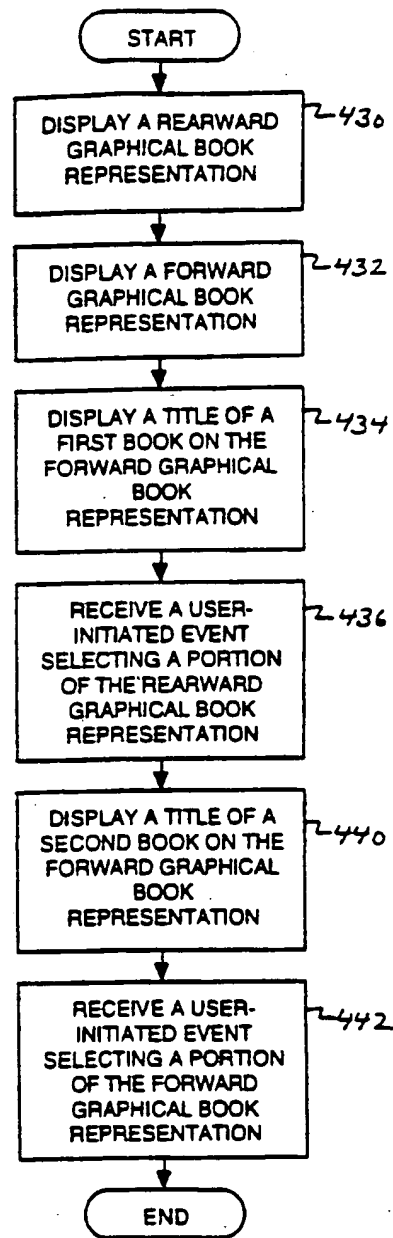 START
DISPLAY A REARWARD
GRAPHICAL BOOK
REPRESENTATION
430
DISPLAY A FORWARD
GRAPHICAL BOOK
REPRESENTATION
432
DISPLAY A TITLE OF A
FIRST BOOK ON THE
FORWARD GRAPHICAL
BOOK
REPRESENTATION
434
RECEIVE A USER-
INITIATED EVENT
SELECTING A PORTION
OF THE REARWARD
GRAPHICAL BOOK
REPRESENTATION
436
DISPLAY A TITLE OF A
SECOND BOOK ON THE
FORWARD GRAPHICAL
BOOK
REPRESENTATION
440
RECEIVE A USER-
INITIATED EVENT
SELECTING A PORTION
OF THE FORWARD
GRAPHICAL BOOK
REPRESENTATION
442
END